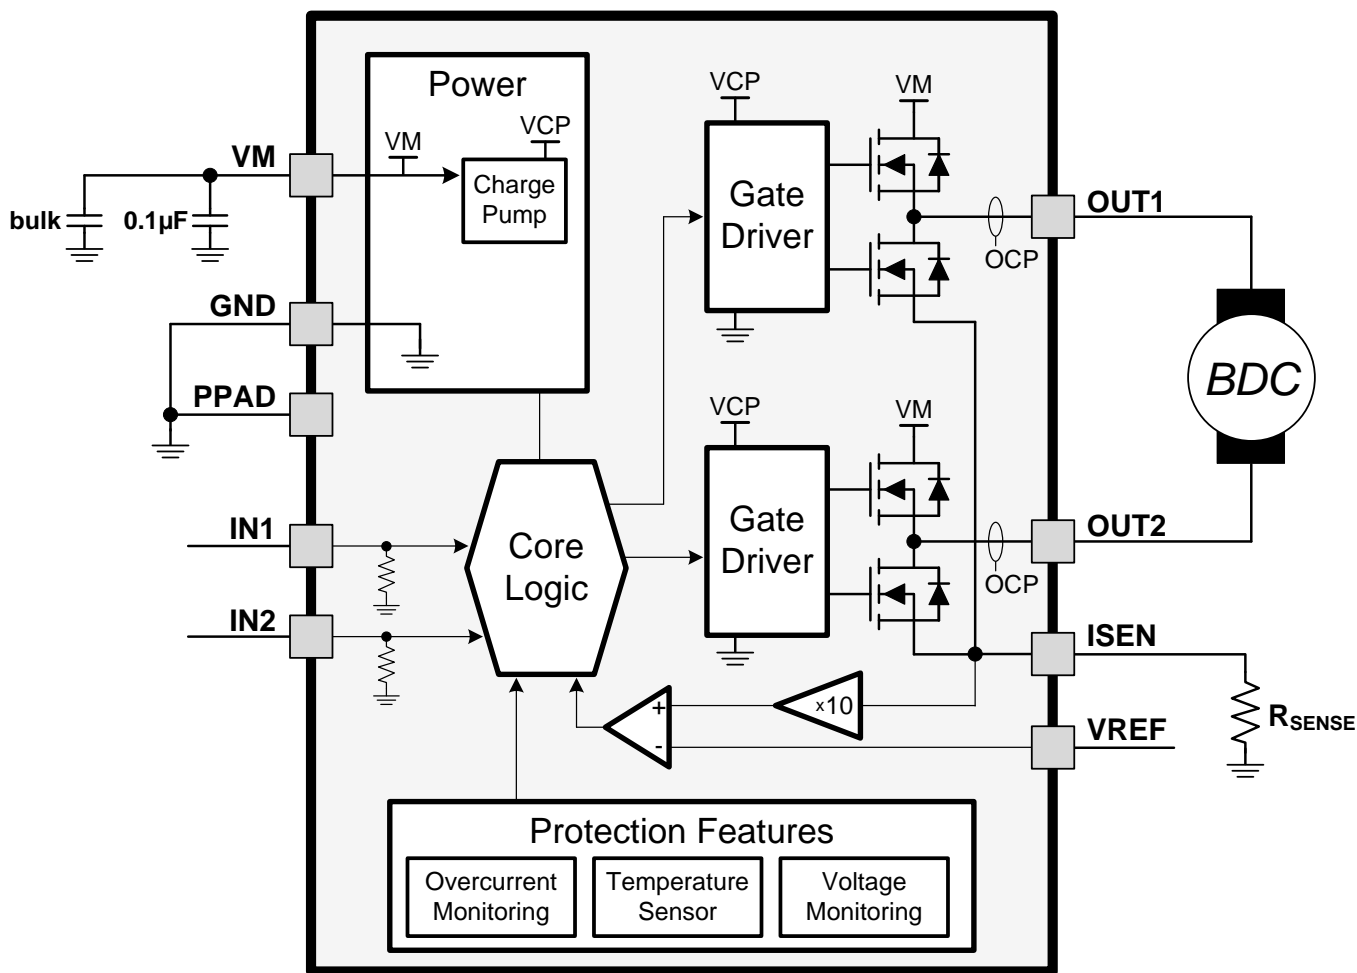 Power
VCP
VM
Charge
Pump
VM
bulk
0.1µF
GND
PPAD
IN1
IN2
Core
Logic
VCP
VM
Gate
Driver
OCP
OUT1
BDC
VCP
VM
Gate
Driver
OCP
OUT2
ISEN
x10
+
-
VREF
RSENSE
Protection Features
Overcurrent
Monitoring
Temperature
Sensor
Voltage
Monitoring